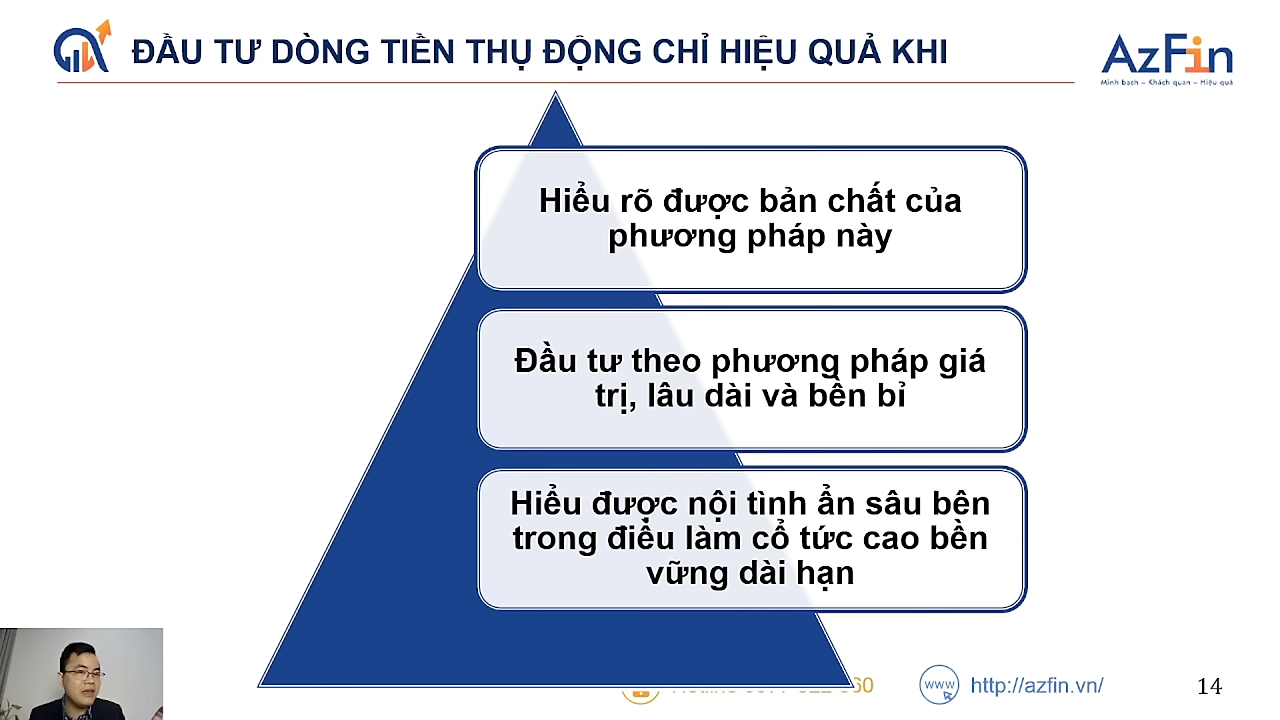 ĐẦU TƯ DÒNG TIỀN THỤ ĐỘNG CHỈ HIỆU QUẢ KHI
AzFin
Minh bạch – Khách quan – Hiệu quả
Hiểu rõ được bản chất của
phương pháp này
Đầu tư theo phương pháp giá
trị, lâu dài và bền bỉ
Hiểu được nội tình ẩn sâu bên
trong điều làm cổ tức cao bền
vững dài hạn
60
www
http://azfin.vn/
14